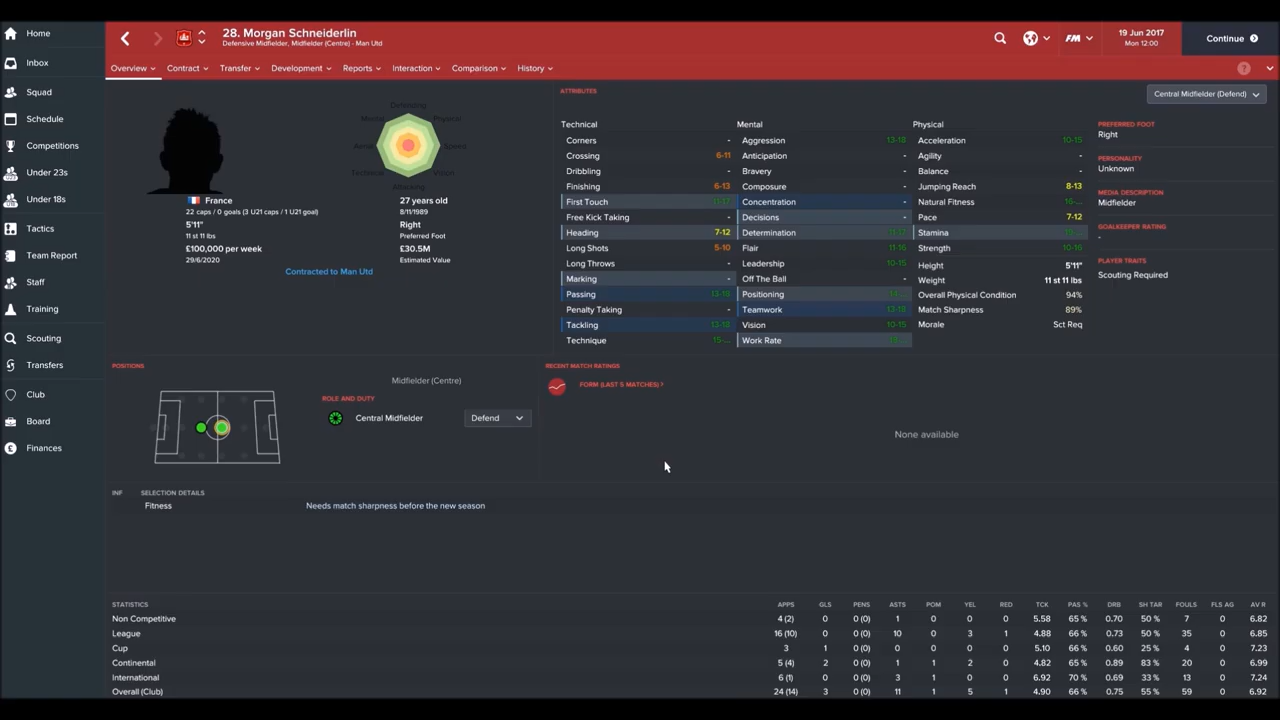 Home
Inbox
Squad
Schedule
Competitions
Under 23s
Under 18s
Tactics
Team Report
Staff
Training
Scouting
Transfers
Club
Board
Finances
28. Morgan Schneiderlin
Defensive Midfielder, Midfielder (Centre) - Man Utd
FM
19 Jun 2017
Mon 12:00
Continue
Overview Contract Transfer Development Reports Interaction Comparison History
?
Defending
Mental Physical
Aerial Speed
Technical Vision
Attacking
France
22 caps / 0 goals (3 U21 caps / 1 U21 goal)
5'11"
11 st 11 lbs
£100,000 per week
29/6/2020
27 years old
8/11/1989
Right
Preferred Foot
£30.5M
Estimated Value
Contracted to Man Utd
ATTRIBUTES
Central Midfielder (Defend)
Technical
Corners -
Crossing 6-11
Dribbling -
Finishing 6-13
First Touch 11-17
Free Kick Taking -
Heading 7-12
Long Shots 5-10
Long Throws -
Marking -
Passing 13-18
Penalty Taking -
Tackling 13-18
Technique 15-...
Mental
Aggression 13-18
Anticipation -
Bravery -
Composure -
Concentration -
Decisions -
Determination
Flair 11-16
Leadership 10-15
Off The Ball -
Positioning
Teamwork 13-18
Vision 10-15
Work Rate
Physical
Acceleration 10-15
Agility -
Balance -
Jumping Reach 8-13
Natural Fitness 16-...
Pace 7-12
Stamina
Strength 10-15
Height 5'11"
Weight 11 st 11 lbs
Overall Physical Condition 94%
Match Sharpness 89%
Morale Sct Req
PREFERRED FOOT
Right
PERSONALITY
Unknown
MEDIA DESCRIPTION
Midfielder
GOALKEEPER RATING
-
PLAYER TRAITS
Scouting Required
POSITIONS
Midfielder (Centre)
ROLE AND DUTY
Central Midfielder Defend
RECENT MATCH RATINGS
FORM (LAST 5 MATCHES) >
None available
INF SELECTION DETAILS
Fitness Needs match sharpness before the new season
STATISTICS APPS GLS PENS ASTS POM YEL RED TCK PAS % DRB SH TAR FOULS FLS AG AV R
Non Competitive 4 (2) 0 0 (0) 1 0 0 0 5.58 65 % 0.70 50 % 7 0 6.82
League 16 (10) 0 0 (0) 10 0 3 1 4.88 66 % 0.73 50 % 35 0 6.85
Cup 3 1 0 (0) 0 0 0 0 5.10 66 % 0.60 25 % 4 0 7.23
Continental 5 (4) 2 0 (0) 1 1 2 0 4.82 65 % 0.89 83 % 20 0 6.99
International 6 (1) 0 0 (0) 3 1 0 0 6.92 70 % 0.69 33 % 13 0 7.24
Overall (Club) 24 (14) 3 0 (0) 11 1 5 1 4.90 66 % 0.75 55 % 59 0 6.92